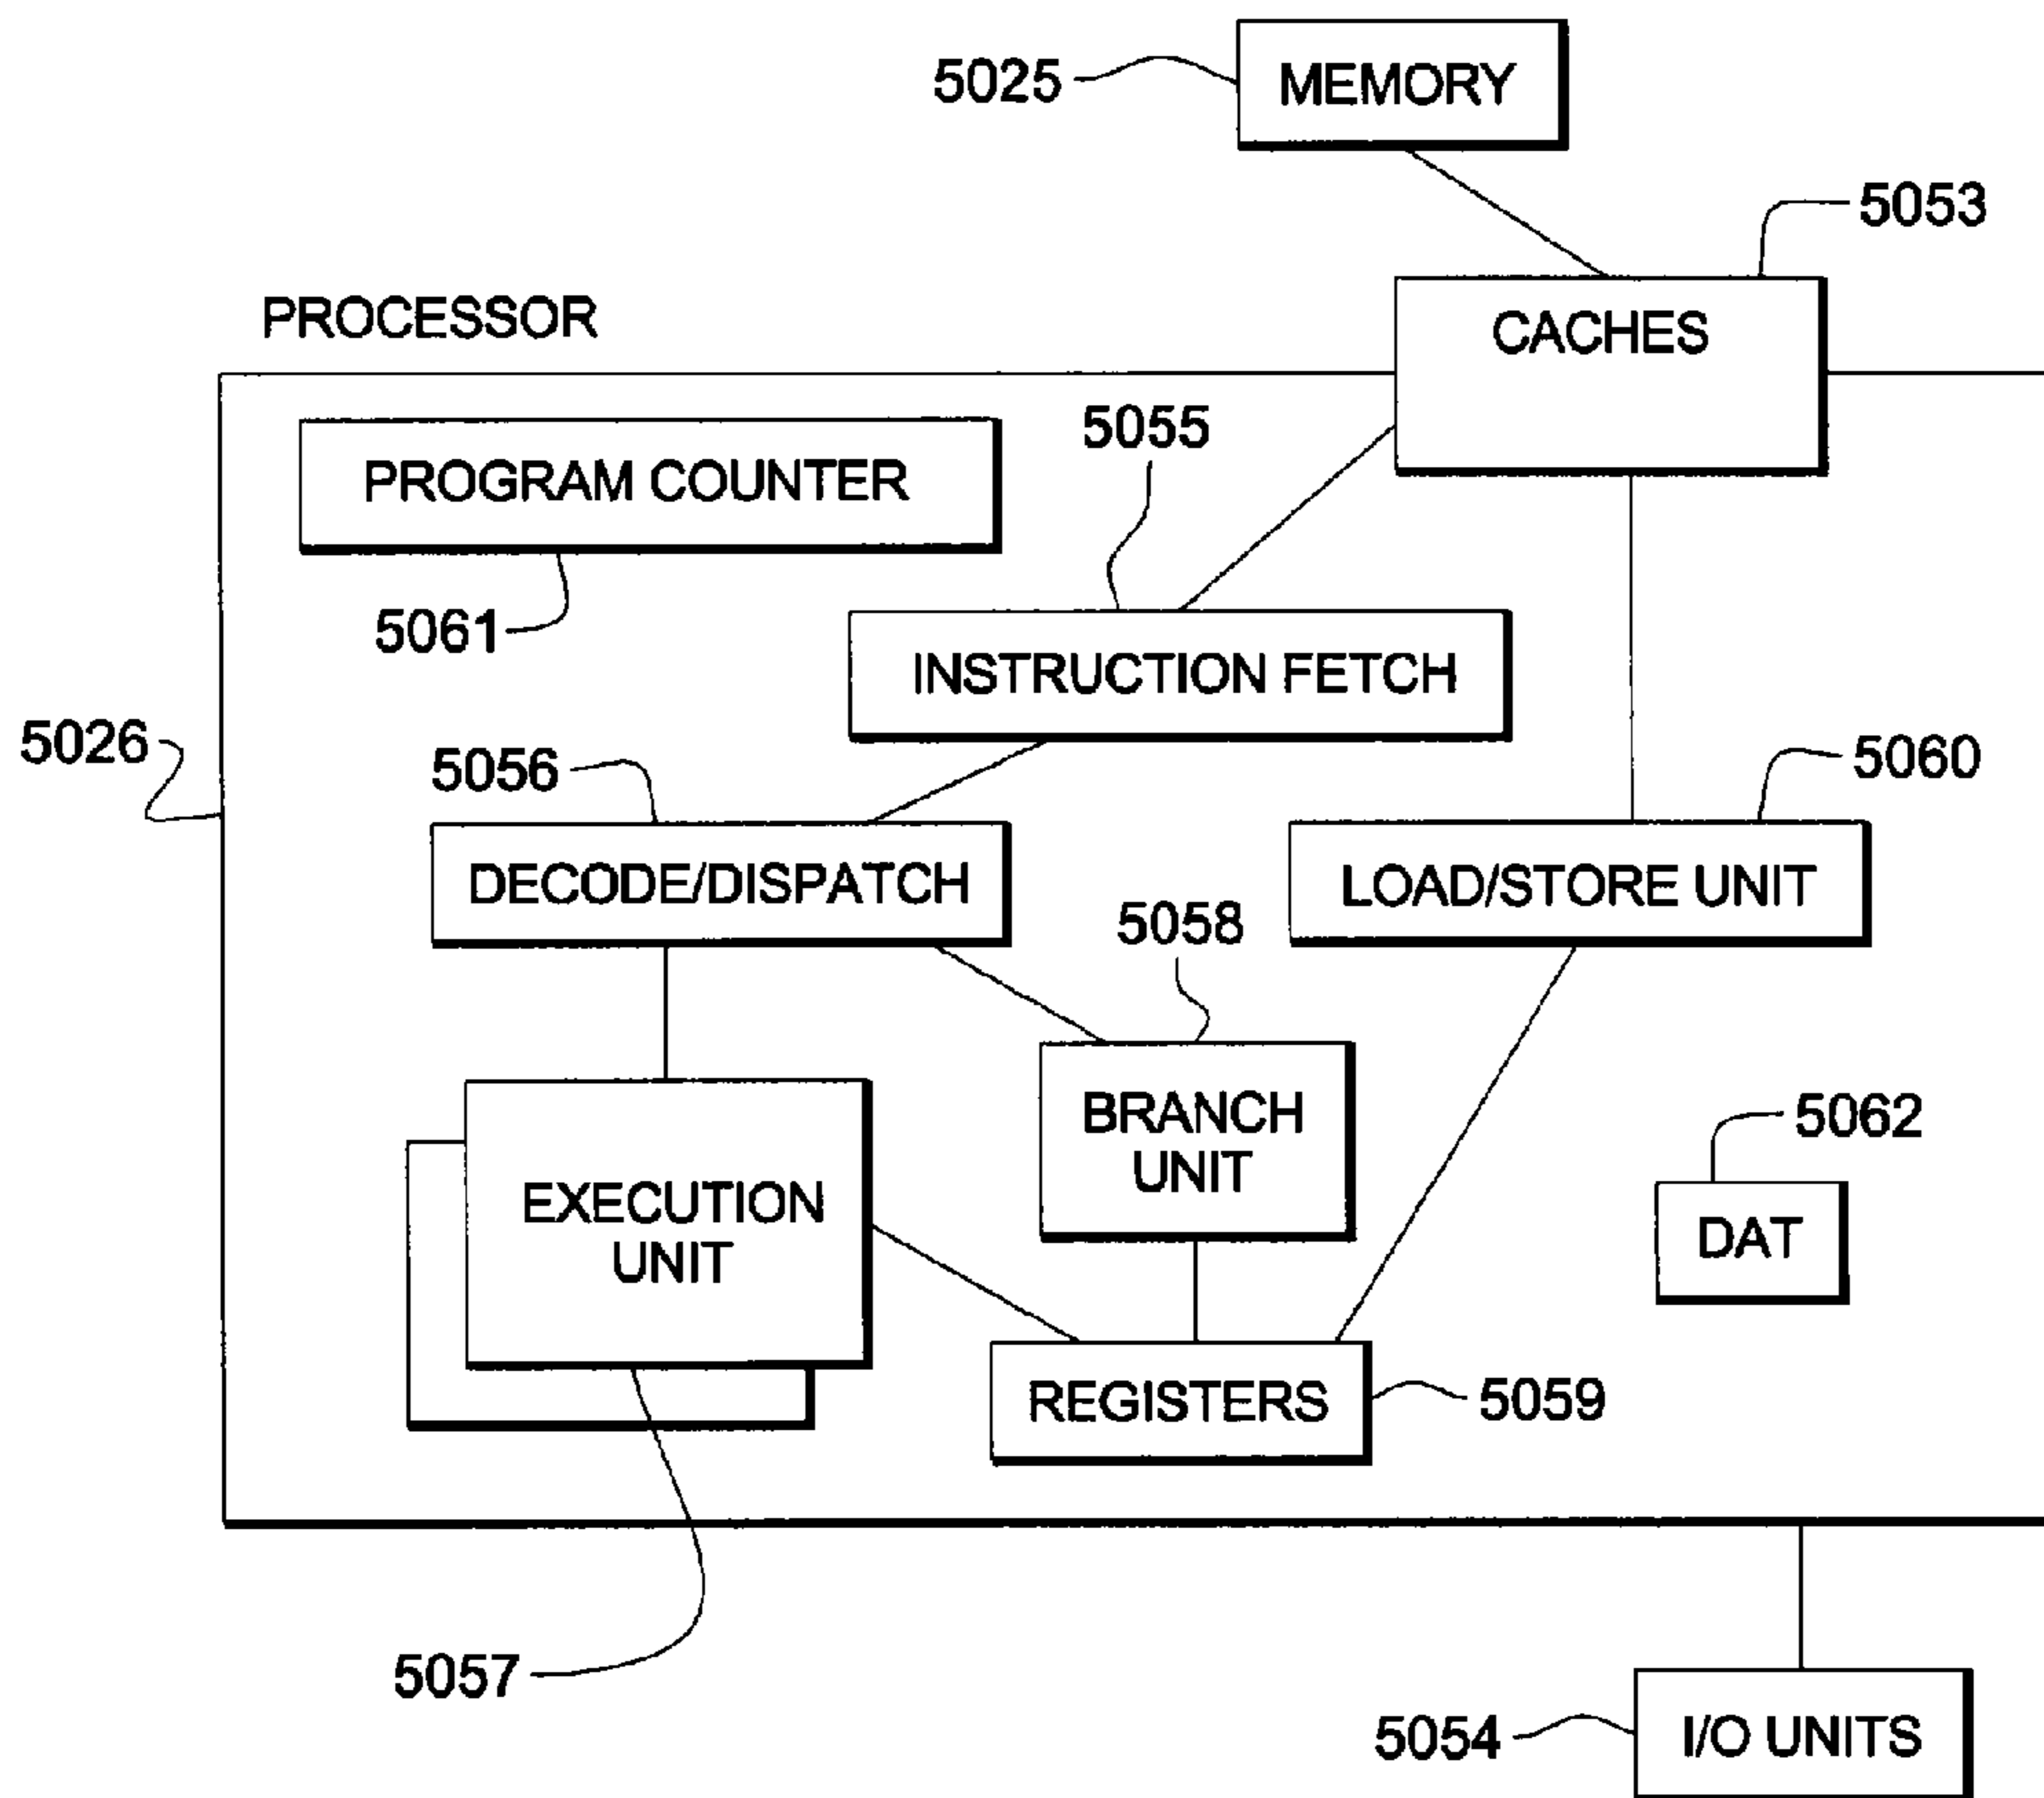 5025
MEMORY
5053
PROCESSOR
CACHES
5055
PROGRAM COUNTER
5061
INSTRUCTION FETCH
5026
5056
5060
DECODE/DISPATCH
LOAD/STORE UNIT
5058
BRANCH
UNIT
5062
EXECUTION
UNIT
DAT
REGISTERS
5059
5057
5054
I/O UNITS